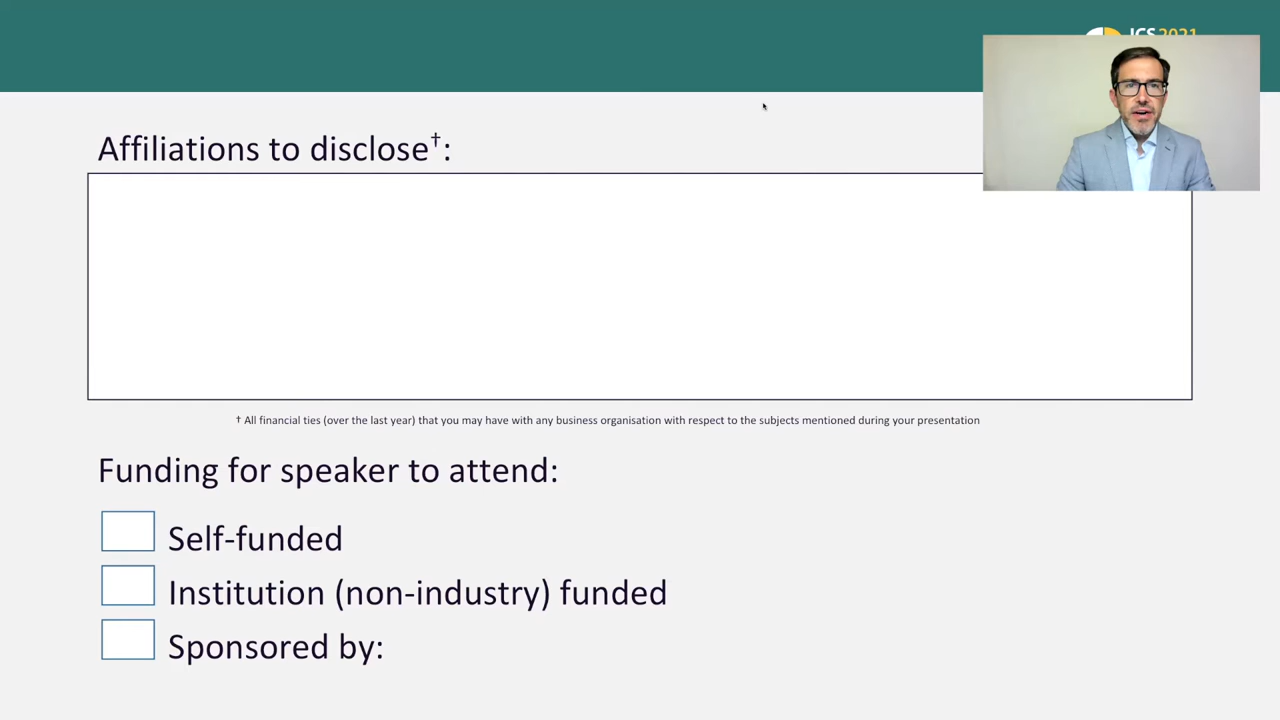 ICS 2021
Affiliations to disclose†:
† All financial ties (over the last year) that you may have with any business organisation with respect to the subjects mentioned during your presentation
Funding for speaker to attend:
Self-funded
Institution (non-industry) funded
Sponsored by: